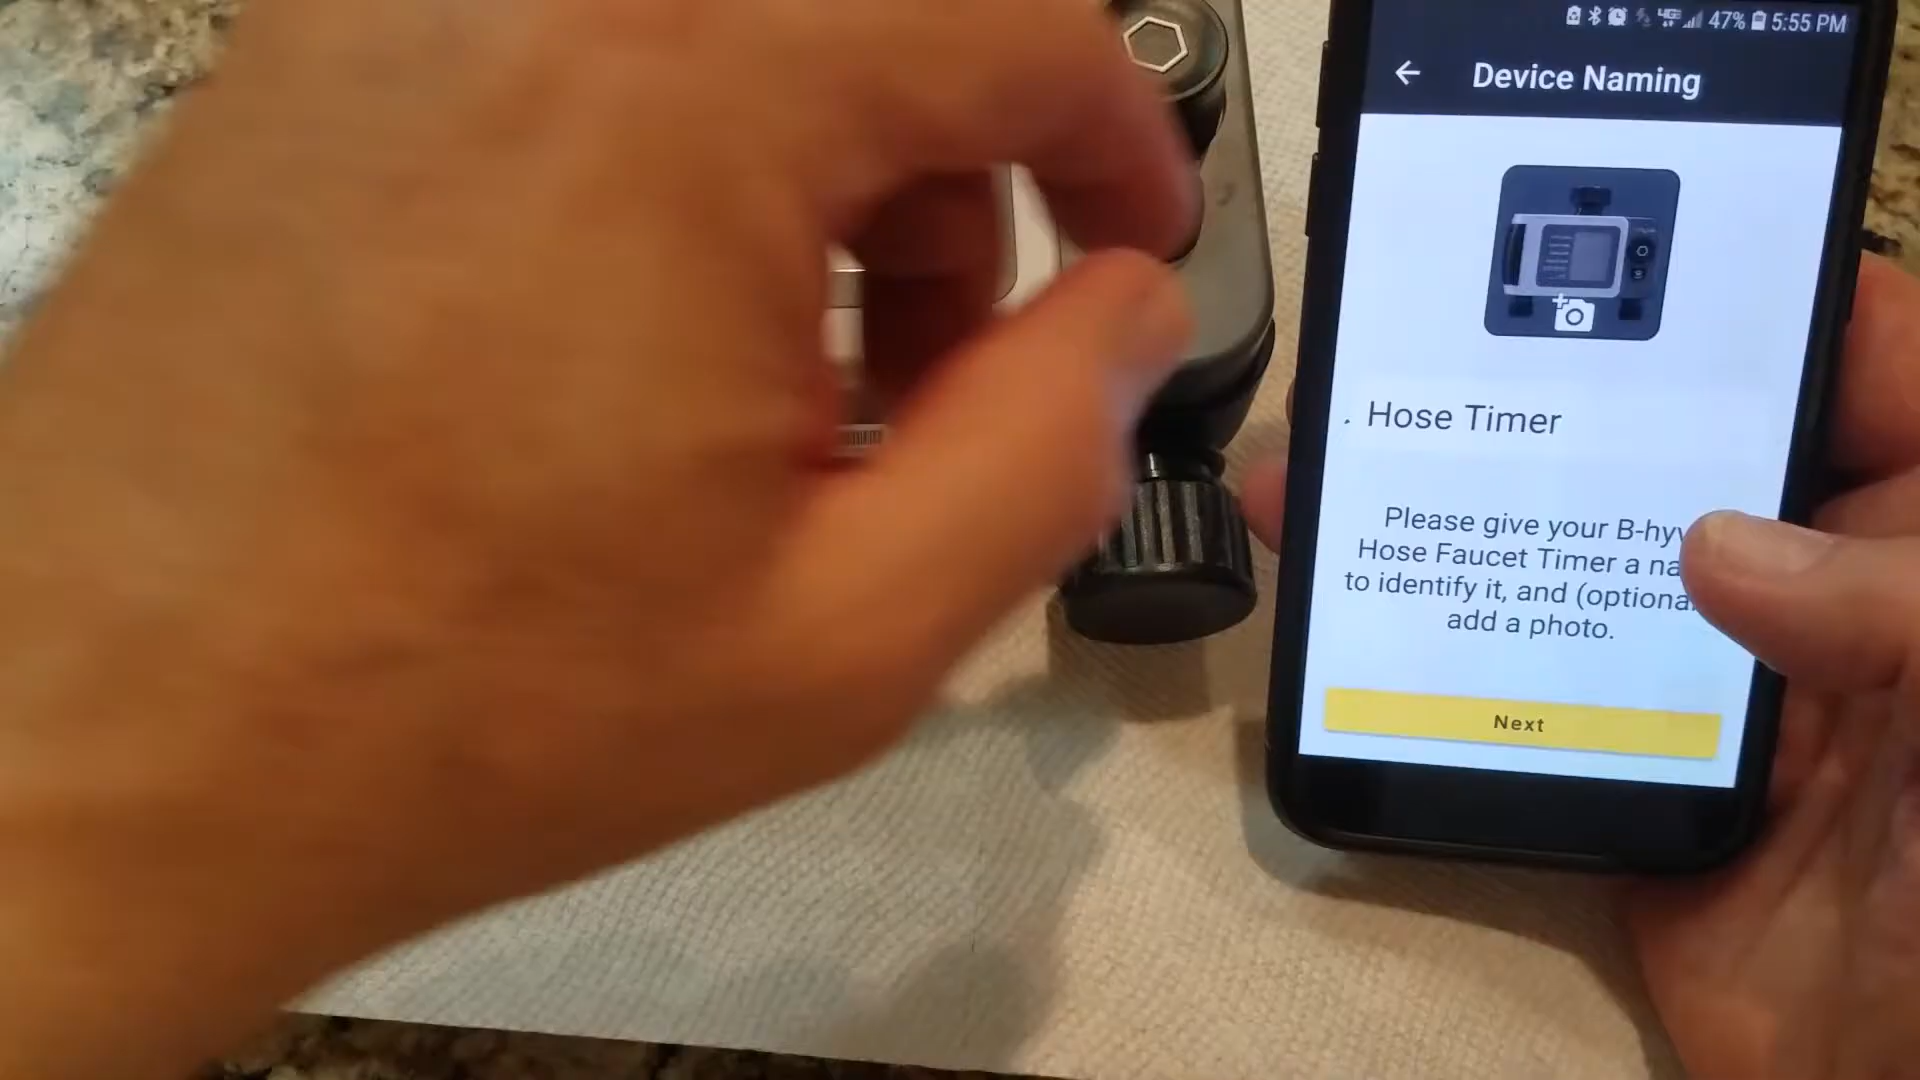 47% 5:55 PM
Device Naming
Hose Timer
Please give your B-hyv
Hose Faucet Timer a na
to identify it, and (optiona
add a photo.
Next